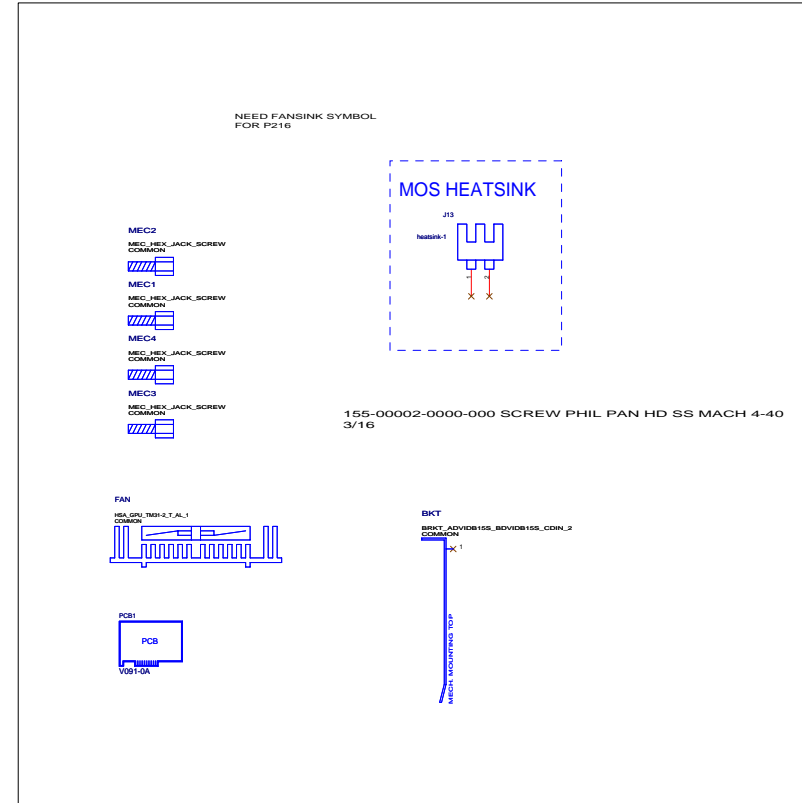 NEED FANSINK SYMBOL
FOR P216
MOS HEATSINK
J13
heatsink-1
1
2
MEC2
MEC_HEX_JACK_SCREW
COMMON
MEC1
MEC_HEX_JACK_SCREW
COMMON
MEC4
MEC_HEX_JACK_SCREW
COMMON
MEC3
MEC_HEX_JACK_SCREW
COMMON
155-00002-0000-000 SCREW PHIL PAN HD SS MACH 4-40
3/16
FAN
HSA_GPU_TM31-2_T_AL_1
COMMON
BKT
BRKT_ADVIDB15S_BDVIDB15S_CDIN_2
COMMON
1
MECH. MOUNTING TOP
PCB1
PCB
V091-0A